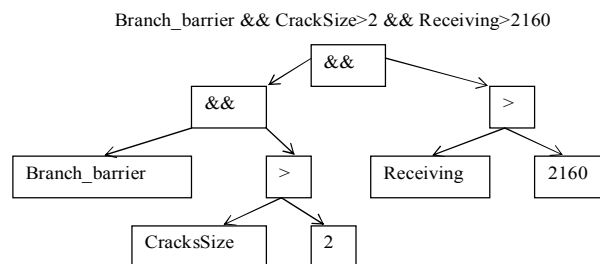 Branch_barrier && CrackSize>2 && Receiving>2160
&&
&& >
Branch_barrier > Receiving 2160
CracksSize 2